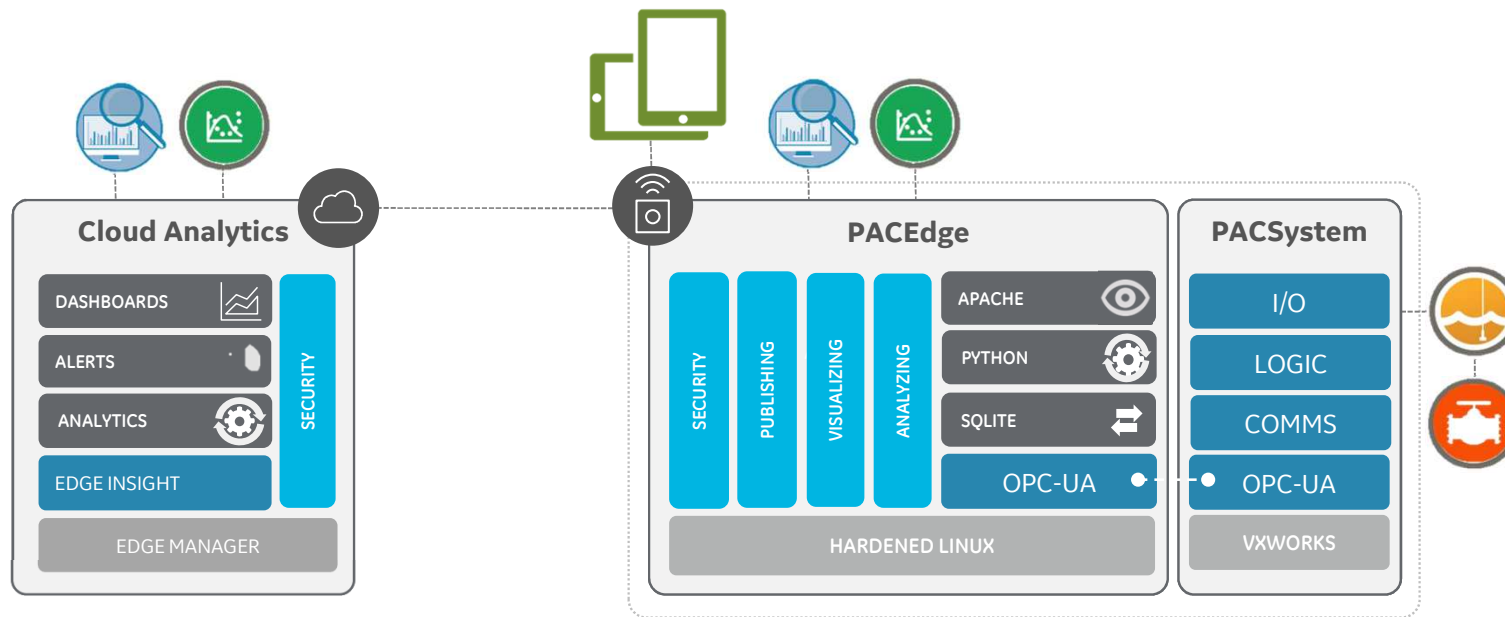 Cloud Analytics
DASHBOARDS
ALERTS
ANALYTICS
EDGE INSIGHT
SECURITY
EDGE MANAGER
PACEdge
SECURITY
PUBLISHING
VISUALIZING
ANALYZING
APACHE
PYTHON
SQLITE
OPC-UA
HARDENED LINUX
PACSystem
I/O
LOGIC
COMMS
OPC-UA
VXWORKS